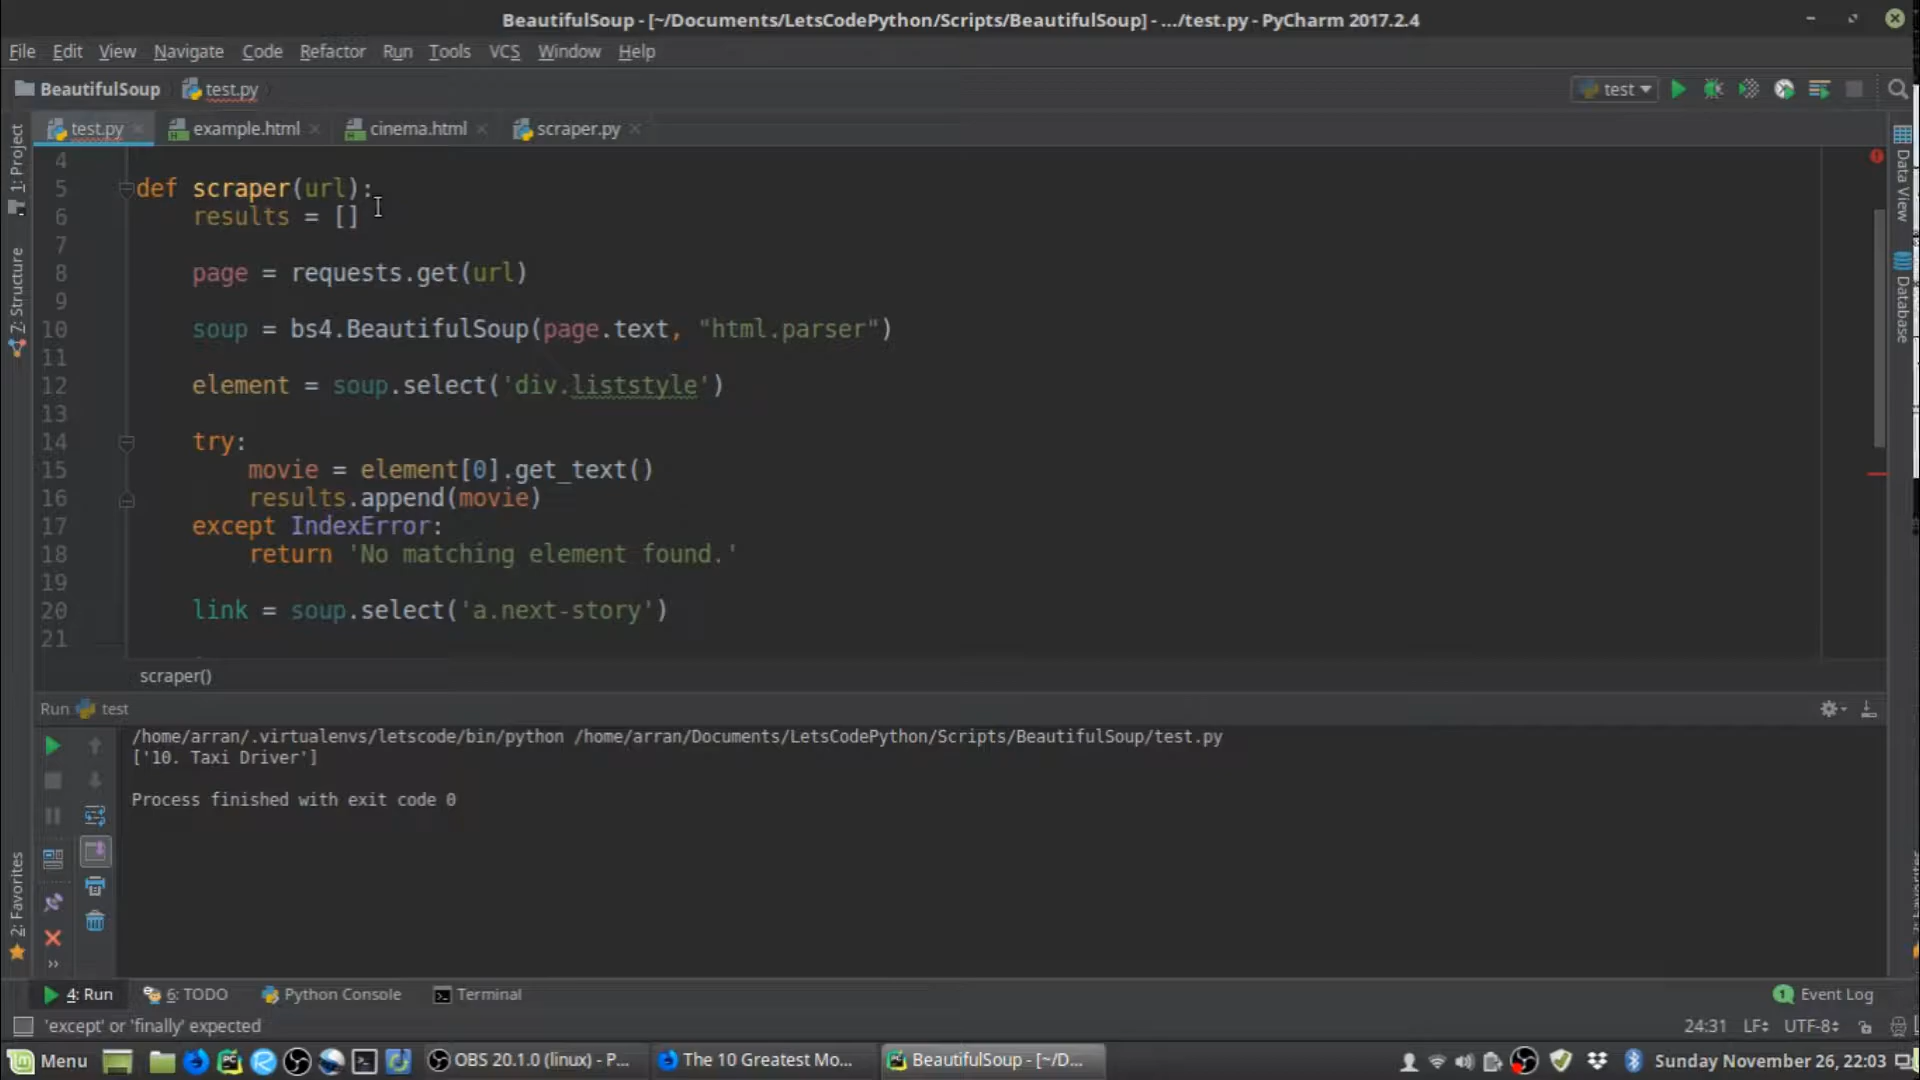 BeautifulSoup - [~/Documents/LetsCodePython/Scripts/BeautifulSoup] - .../test.py - PyCharm 2017.2.4
File Edit View Navigate Code Refactor Run Tools VCS Window Help
BeautifulSoup test.py test
test.py example.html cinema.html scraper.py
1: Project
7: Structure
2: Favorites
Data View
Database
4
5 def scraper(url):
6 results = []
7
8 page = requests.get(url)
9
10 soup = bs4.BeautifulSoup(page.text, "html.parser")
11
12 element = soup.select('div.liststyle')
13
14 try:
15 movie = element[0].get_text()
16 results.append(movie)
17 except IndexError:
18 return 'No matching element found.'
19
20 link = soup.select('a.next-story')
21
scraper()
Run test
/home/arran/.virtualenvs/letscode/bin/python /home/arran/Documents/LetsCodePython/Scripts/BeautifulSoup/test.py
['10. Taxi Driver']
Process finished with exit code 0
4: Run 6: TODO Python Console Terminal 1 Event Log
'except' or 'finally' expected 24:31 LF÷ UTF-8÷
Menu OBS 20.1.0 (linux) - P... The 10 Greatest Mo... BeautifulSoup - [~/D... Sunday November 26, 22:03